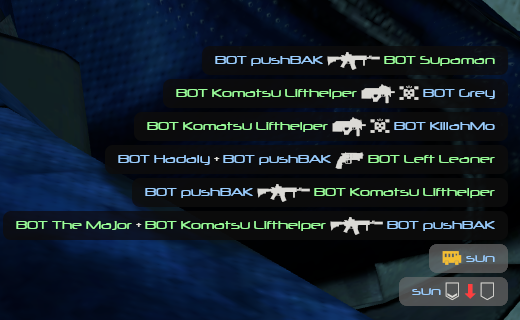 BOT pushBAK BOT Supaman
BOT Komatsu Lifthelper BOT Grey
BOT Komatsu Lifthelper BOT KillahMo
BOT Hadaly + BOT pushBAK BOT Left Leaner
BOT pushBAK BOT Komatsu Lifthelper
BOT The Major + BOT Komatsu Lifthelper BOT pushBAK
sun
sun